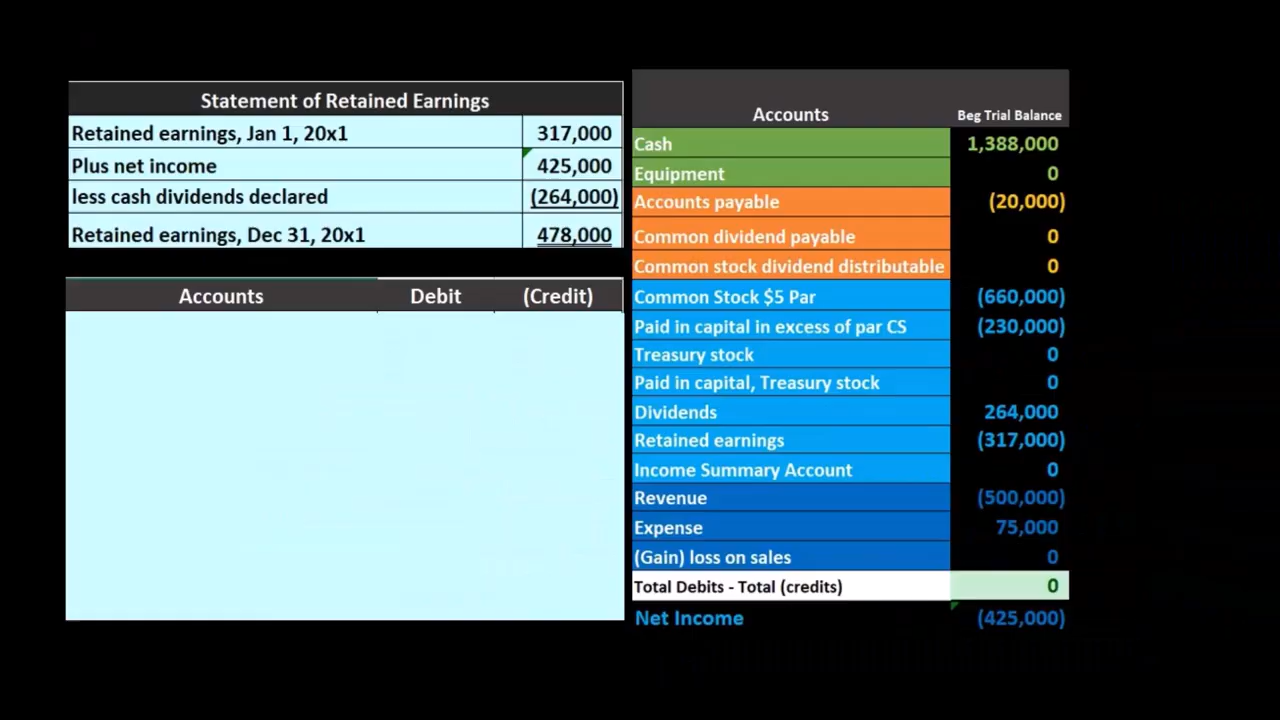 Statement of Retained Earnings
Retained earnings, Jan 1, 20x1 317,000
Plus net income 425,000
less cash dividends declared (264,000)
Retained earnings, Dec 31, 20x1 478,000
Accounts Debit (Credit)
Accounts Beg Trial Balance
Cash 1,388,000
Equipment 0
Accounts payable (20,000)
Common dividend payable 0
Common stock dividend distributable 0
Common Stock $5 Par (660,000)
Paid in capital in excess of par CS (230,000)
Treasury stock 0
Paid in capital, Treasury stock 0
Dividends 264,000
Retained earnings (317,000)
Income Summary Account 0
Revenue (500,000)
Expense 75,000
(Gain) loss on sales 0
Total Debits - Total (credits) 0
Net Income (425,000)